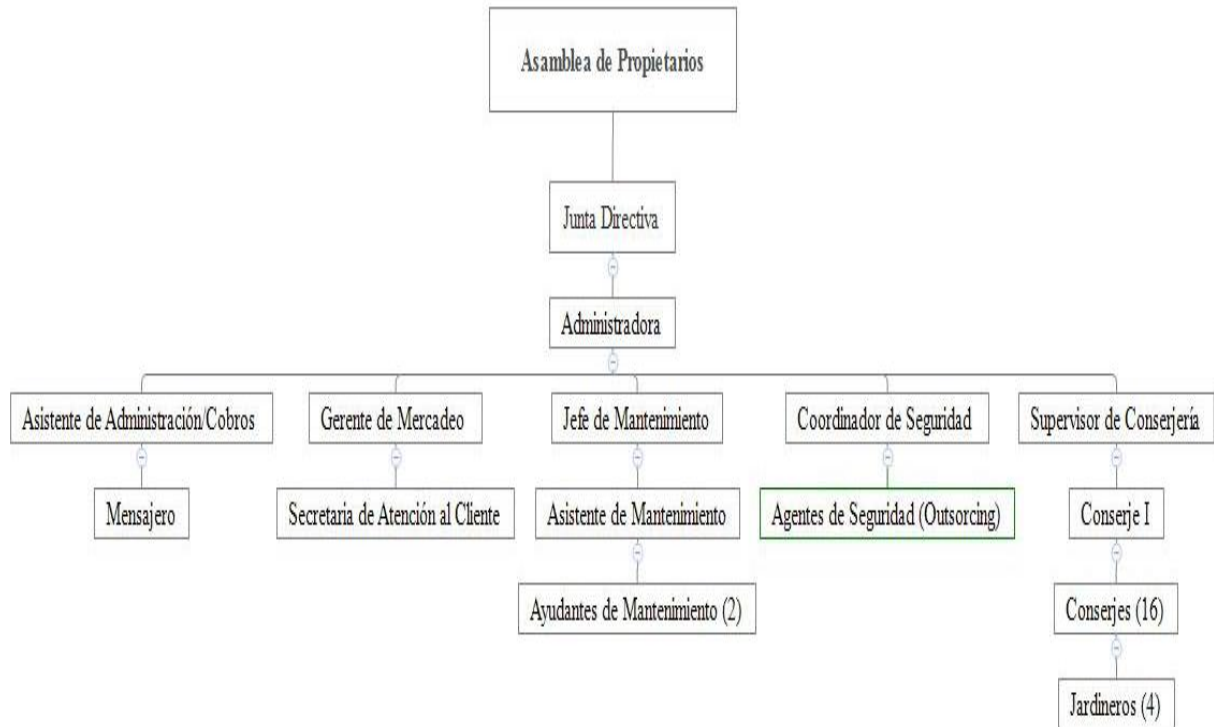 Asamblea de Propietarios
Junta Directiva
Administradora
Asistente de Administración/Cobros
Gerente de Mercadeo
Jefe de Mantenimiento
Coordinador de Seguridad
Supervisor de Conserjería
Mensajero
Secretaria de Atención al Cliente
Asistente de Mantenimiento
Agentes de Seguridad (Outsorcing)
Conserje I
Ayudantes de Mantenimiento (2)
Conserjes (16)
Jardineros (4)